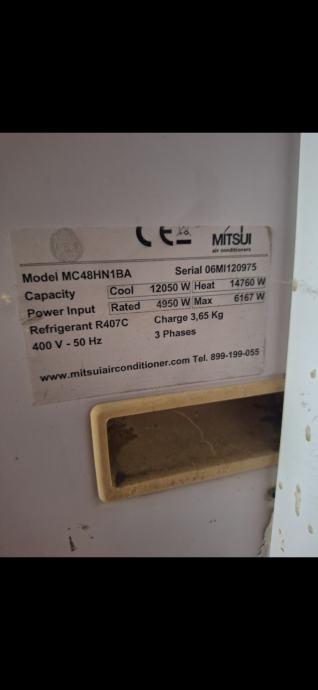 CE
MITSUI
air conditioners
Model MC48HN1BA Serial 06MI120975
Capacity Cool 12050 W Heat 14760 W
Power Input Rated 4950 W Max 6167 W
Refrigerant R407C Charge 3,65 Kg
400 V - 50 Hz 3 Phases
www.mitsuiairconditioner.com Tel. 899-199-055